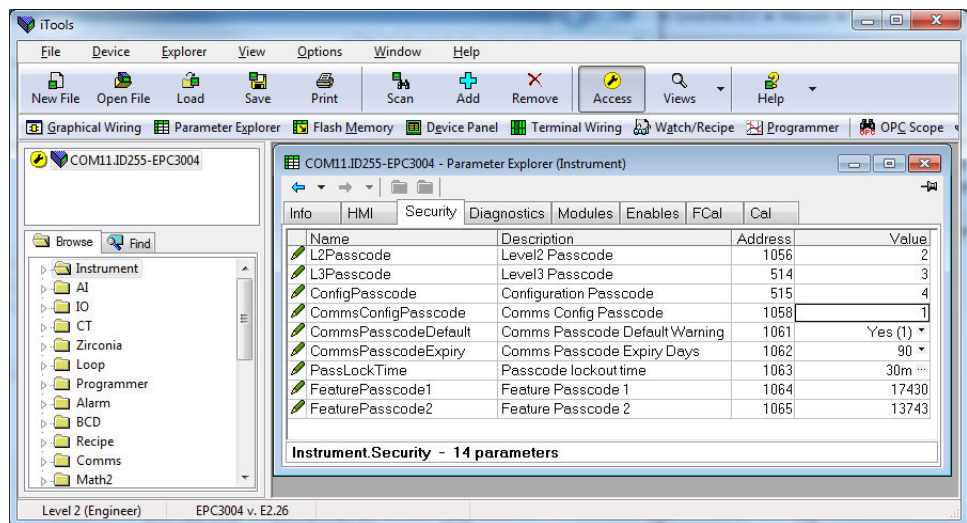 iTools
File Device Explorer View Options Window Help
New File Open File Load Save Print Scan Add Remove Access Views Help
Graphical Wiring Parameter Explorer Flash Memory Device Panel Terminal Wiring Watch/Recipe Programmer OPC Scope
COM11.ID255-EPC3004
Browse Find
Instrument
AI
IO
CT
Zirconia
Loop
Programmer
Alarm
BCD
Recipe
Comms
Math2
COM11.ID255-EPC3004 - Parameter Explorer (Instrument)
Info HMI Security Diagnostics Modules Enables FCal Cal
Name Description Address Value
L2Passcode Level2 Passcode 1056 2
L3Passcode Level3 Passcode 514 3
ConfigPasscode Configuration Passcode 515 4
CommsConfigPasscode Comms Config Passcode 1058 1
CommsPasscodeDefault Comms Passcode Default Warning 1061 Yes (1)
CommsPasscodeExpiry Comms Passcode Expiry Days 1062 90
PassLockTime Passcode lockout time 1063 30m
FeaturePasscode1 Feature Passcode 1 1064 17430
FeaturePasscode2 Feature Passcode 2 1065 13743
Instrument.Security - 14 parameters
Level 2 (Engineer) EPC3004 v. E2.26